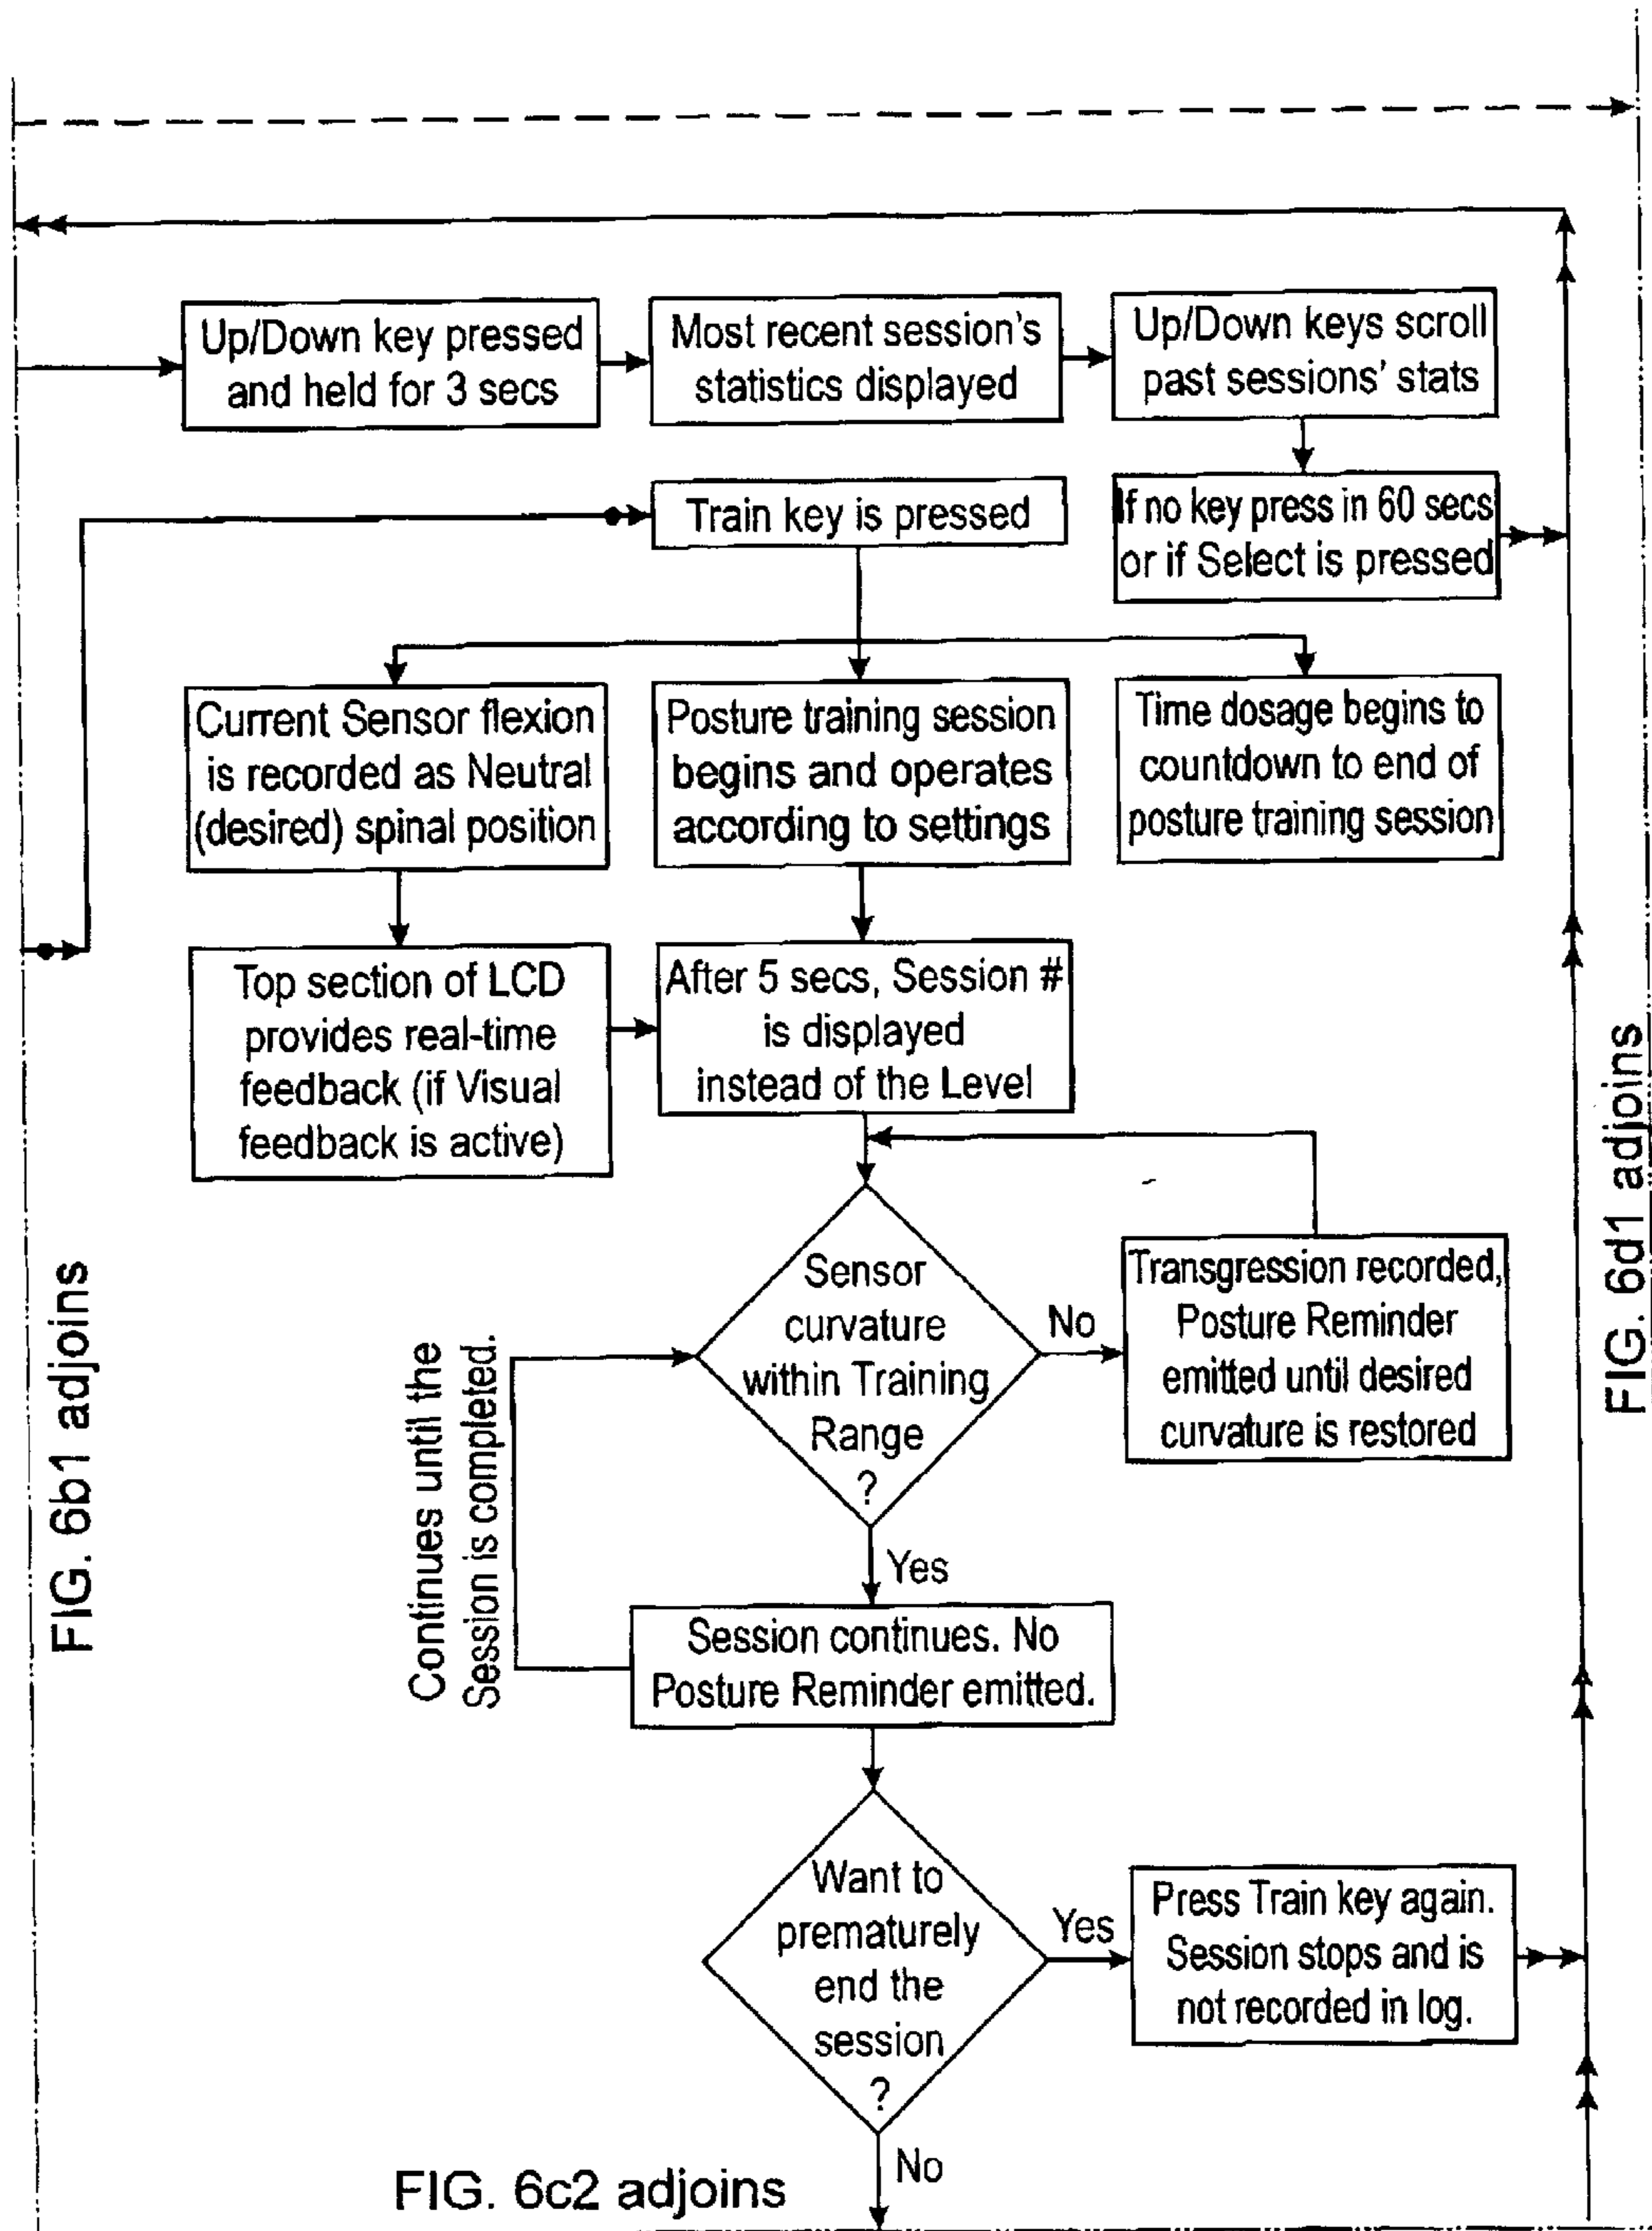 Up/Down key pressed
and held for 3 secs
Most recent session's
statistics displayed
Up/Down keys scroll
past sessions' stats
If no key press in 60 secs
or if Select is pressed
Train key is pressed
Current Sensor flexion
is recorded as Neutral
(desired) spinal position
Posture training session
begins and operates
according to settings
Time dosage begins to
countdown to end of
posture training session
Top section of LCD
provides real-time
feedback (if Visual
feedback is active)
After 5 secs, Session #
is displayed
instead of the Level
Sensor
curvature
within Training
Range
?
No
Transgression recorded,
Posture Reminder
emitted until desired
curvature is restored
Yes
Continues until the
Session is completed.
Session continues. No
Posture Reminder emitted.
Want to
prematurely
end the
session
?
Yes
Press Train key again.
Session stops and is
not recorded in log.
No
FIG. 6b1 adjoins
FIG. 6d1 adjoins
FIG. 6c2 adjoins